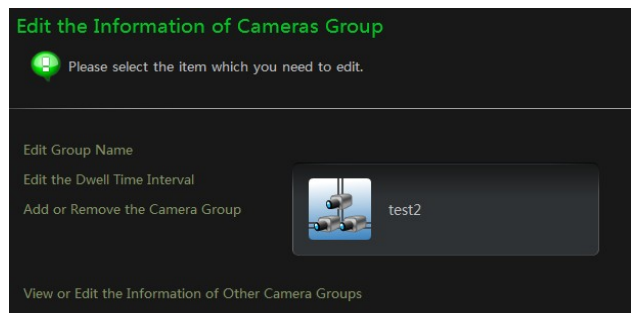 Edit the Information of Cameras Group
Please select the item which you need to edit.
Edit Group Name
Edit the Dwell Time Interval
Add or Remove the Camera Group
test2
View or Edit the Information of Other Camera Groups